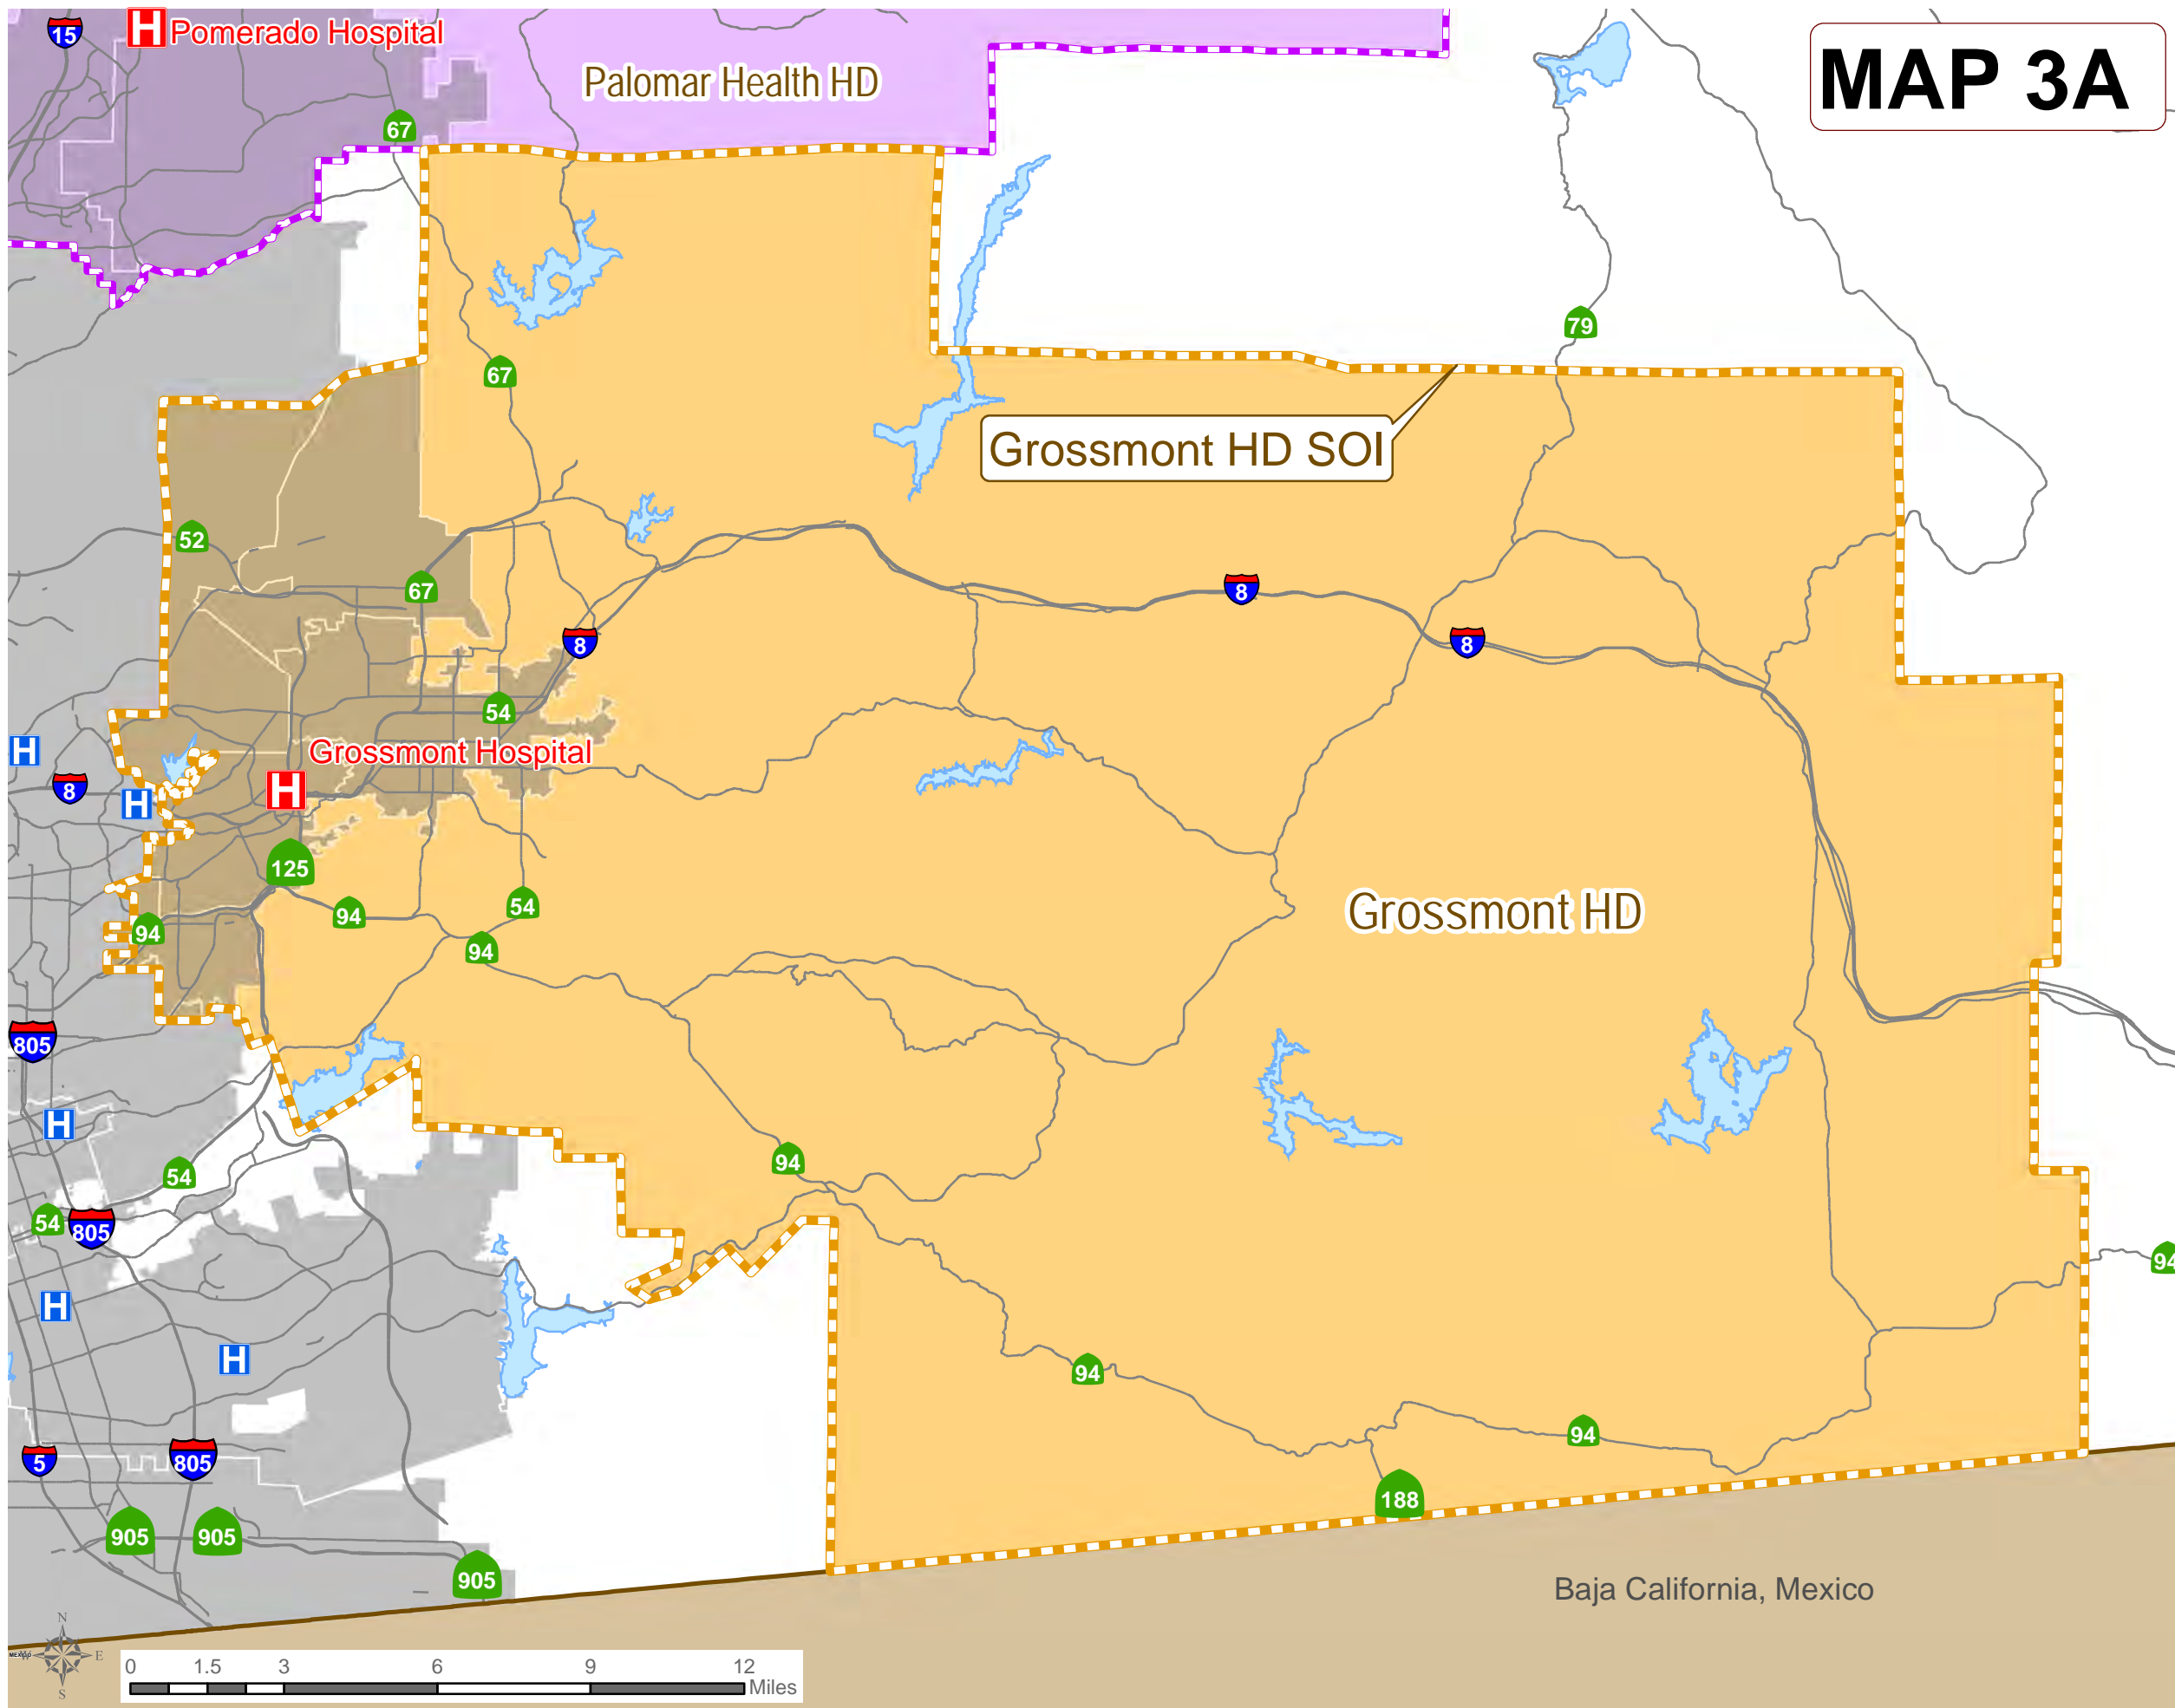 15
H Pomerado Hospital
MAP 3A
Palomar Health HD
67
79
67
Grossmont HD SOI
52
67
8
8
8
54
H
Grossmont Hospital
8
H
H
125
94
54
Grossmont HD
94
94
805
H
94
54
54
805
94
H
H
94
94
5
805
188
905
905
905
Baja California, Mexico
N
MEXICO
E
S
0 1.5 3 6 9 12
Miles